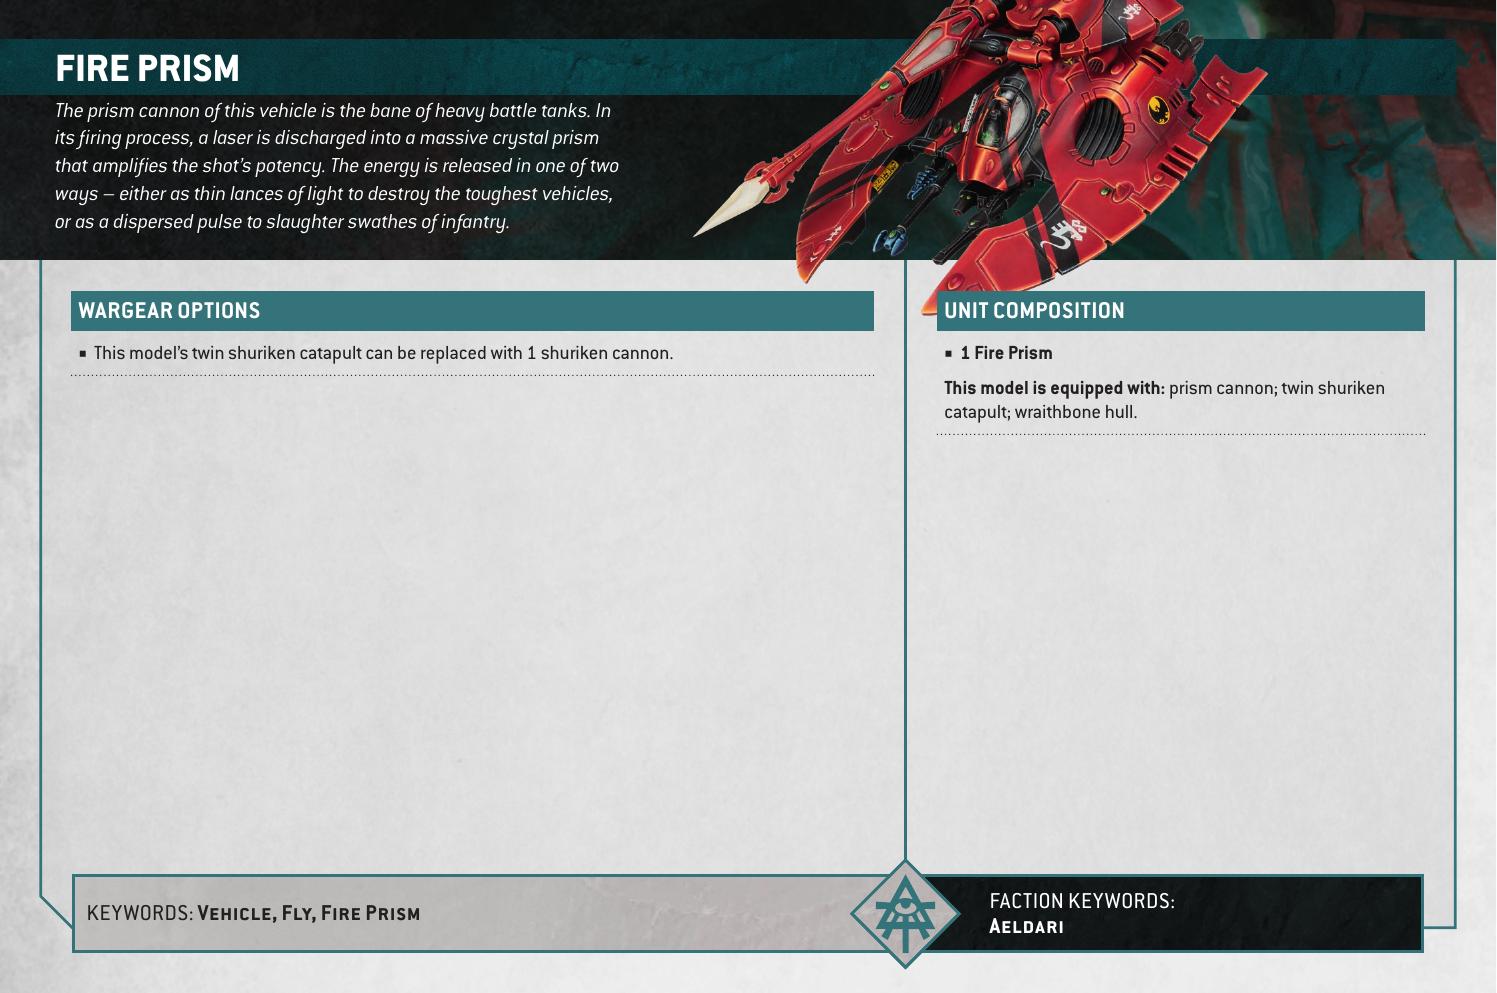 FIRE PRISM
The prism cannon of this vehicle is the bane of heavy battle tanks. In
its firing process, a laser is discharged into a massive crystal prism
that amplifies the shot's potency. The energy is released in one of two
ways – either as thin lances of light to destroy the toughest vehicles,
or as a dispersed pulse to slaughter swathes of infantry.
WARGEAR OPTIONS
▪ This model's twin shuriken catapult can be replaced with 1 shuriken cannon.
UNIT COMPOSITION
▪ 1 Fire Prism
This model is equipped with: prism cannon; twin shuriken
catapult; wraithbone hull.
KEYWORDS: Vehicle, Fly, Fire Prism
FACTION KEYWORDS:
Aeldari